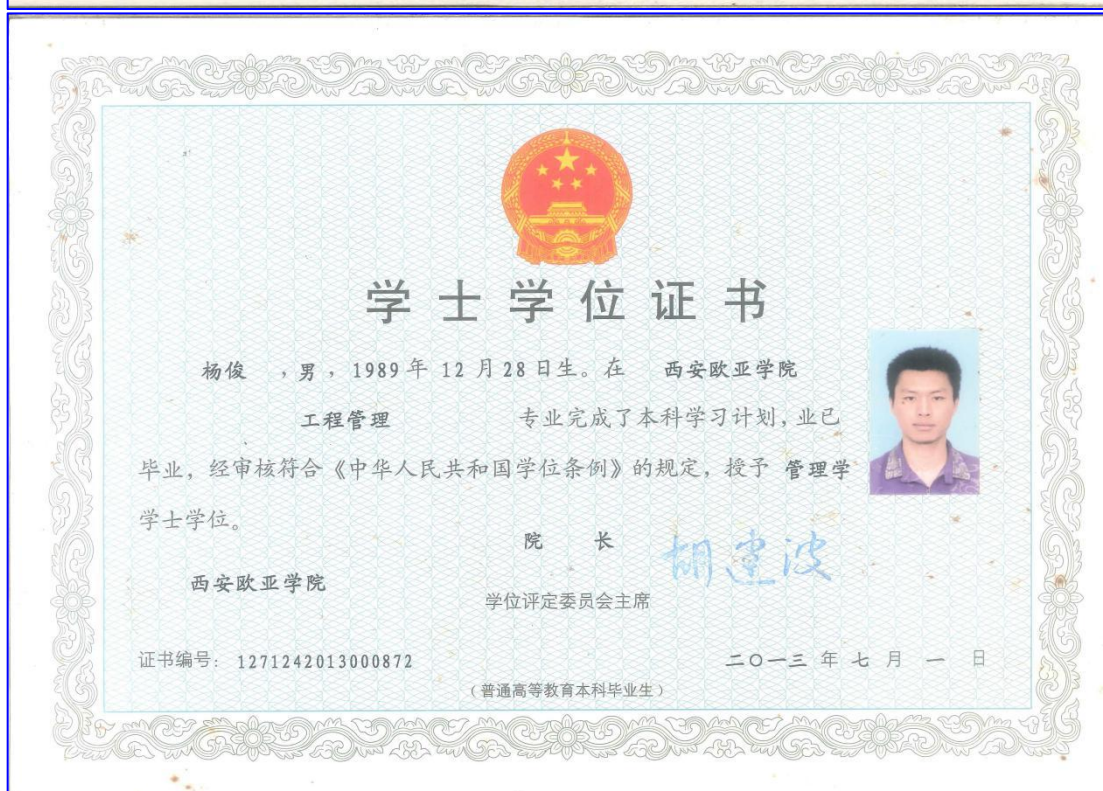 学士学位证书
杨俊 ,男,1989年 12月28日生。在 西安欧亚学院
工程管理 专业完成了本科学习计划,业已
毕业,经审核符合《中华人民共和国学位条例》的规定,授予 管理学
学士学位。
院 长 胡建波
西安欧亚学院
学位评定委员会主席
证书编号:1271242013000872 二〇一三 年 七 月 一 日
(普通高等教育本科毕业生)